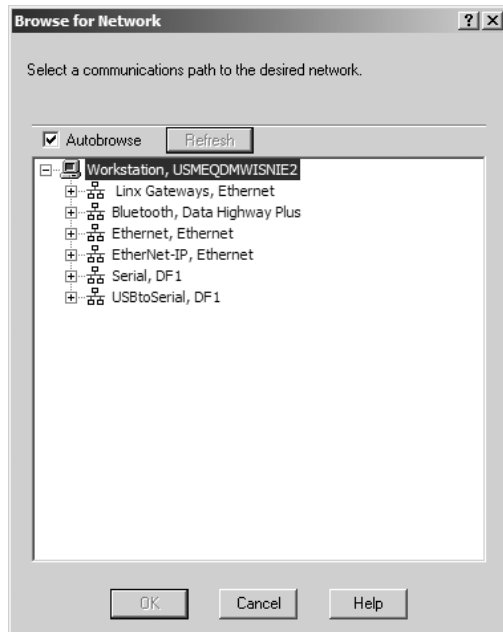 Browse for Network
Select a communications path to the desired network.
Autobrowse
Refresh
Workstation, USMEQDMWISNIE2
Linx Gateways, Ethernet
Bluetooth, Data Highway Plus
Ethernet, Ethernet
EtherNet-IP, Ethernet
Serial, DF1
USBtoSerial, DF1
OK
Cancel
Help